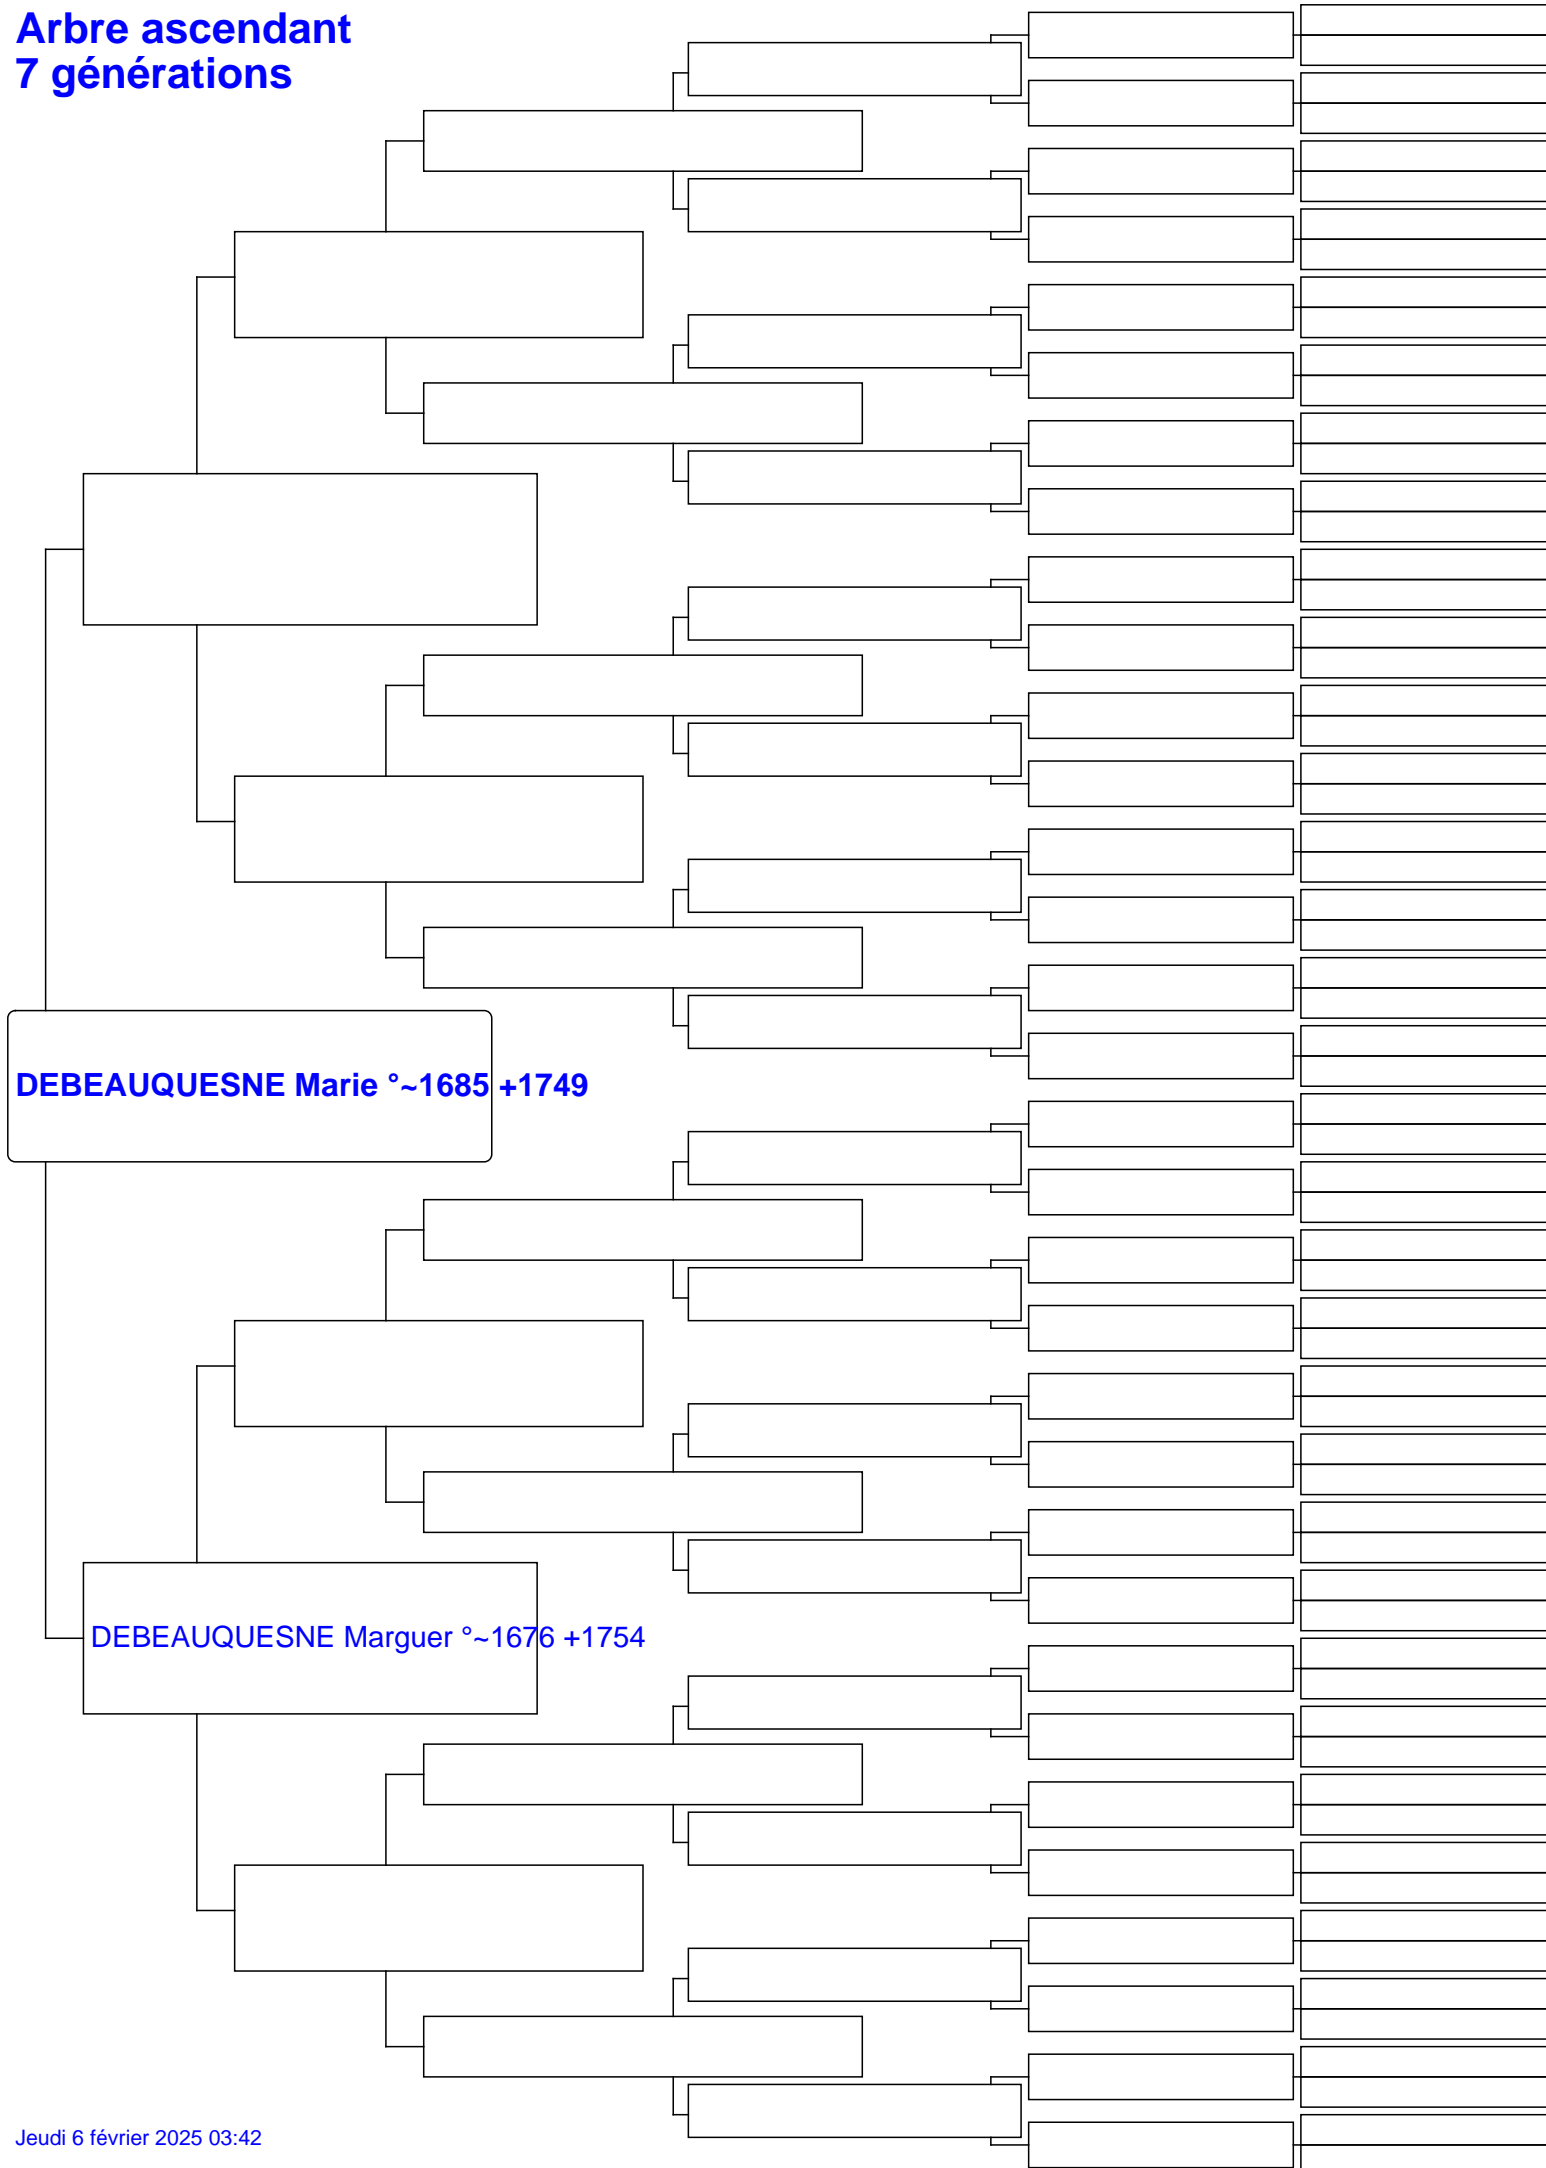 Arbre ascendant
7 générations
DEBEAUQUESNE Marie °~1685 +1749
DEBEAUQUESNE Marguer °~1676 +1754
Jeudi 6 février 2025 03:42